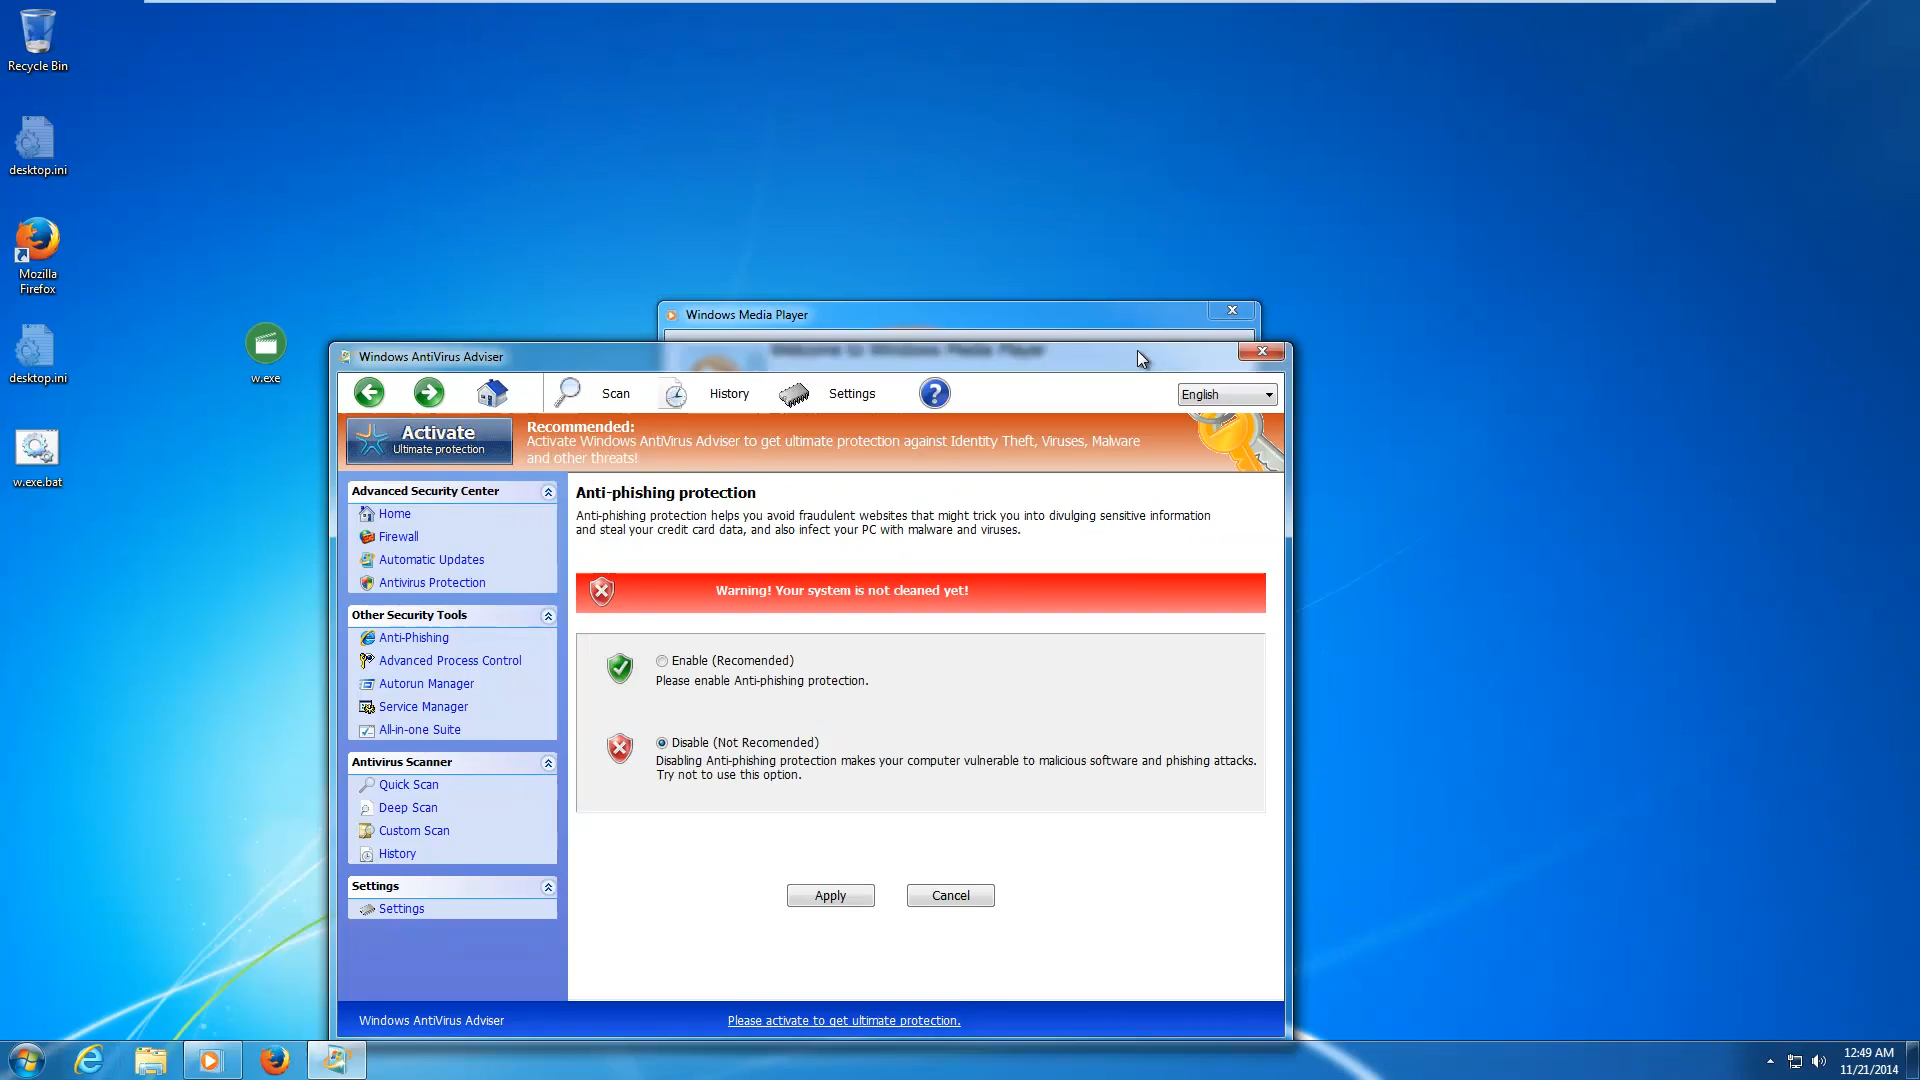 Recycle Bin
desktop.ini
Mozilla
Firefox
desktop.ini
w.exe
w.exe.bat
Windows Media Player
Welcome to Windows Media Player
Windows AntiVirus Adviser
Scan
History
Settings
English
Activate
Ultimate protection
Recommended:
Activate Windows AntiVirus Adviser to get ultimate protection against Identity Theft, Viruses, Malware
and other threats!
Advanced Security Center
Home
Firewall
Automatic Updates
Antivirus Protection
Other Security Tools
Anti-Phishing
Advanced Process Control
Autorun Manager
Service Manager
All-in-one Suite
Antivirus Scanner
Quick Scan
Deep Scan
Custom Scan
History
Settings
Settings
Anti-phishing protection
Anti-phishing protection helps you avoid fraudulent websites that might trick you into divulging sensitive information
and steal your credit card data, and also infect your PC with malware and viruses.
Warning! Your system is not cleaned yet!
Enable (Recomended)
Please enable Anti-phishing protection.
Disable (Not Recomended)
Disabling Anti-phishing protection makes your computer vulnerable to malicious software and phishing attacks.
Try not to use this option.
Apply
Cancel
Windows AntiVirus Adviser
Please activate to get ultimate protection.
12:49 AM
11/21/2014